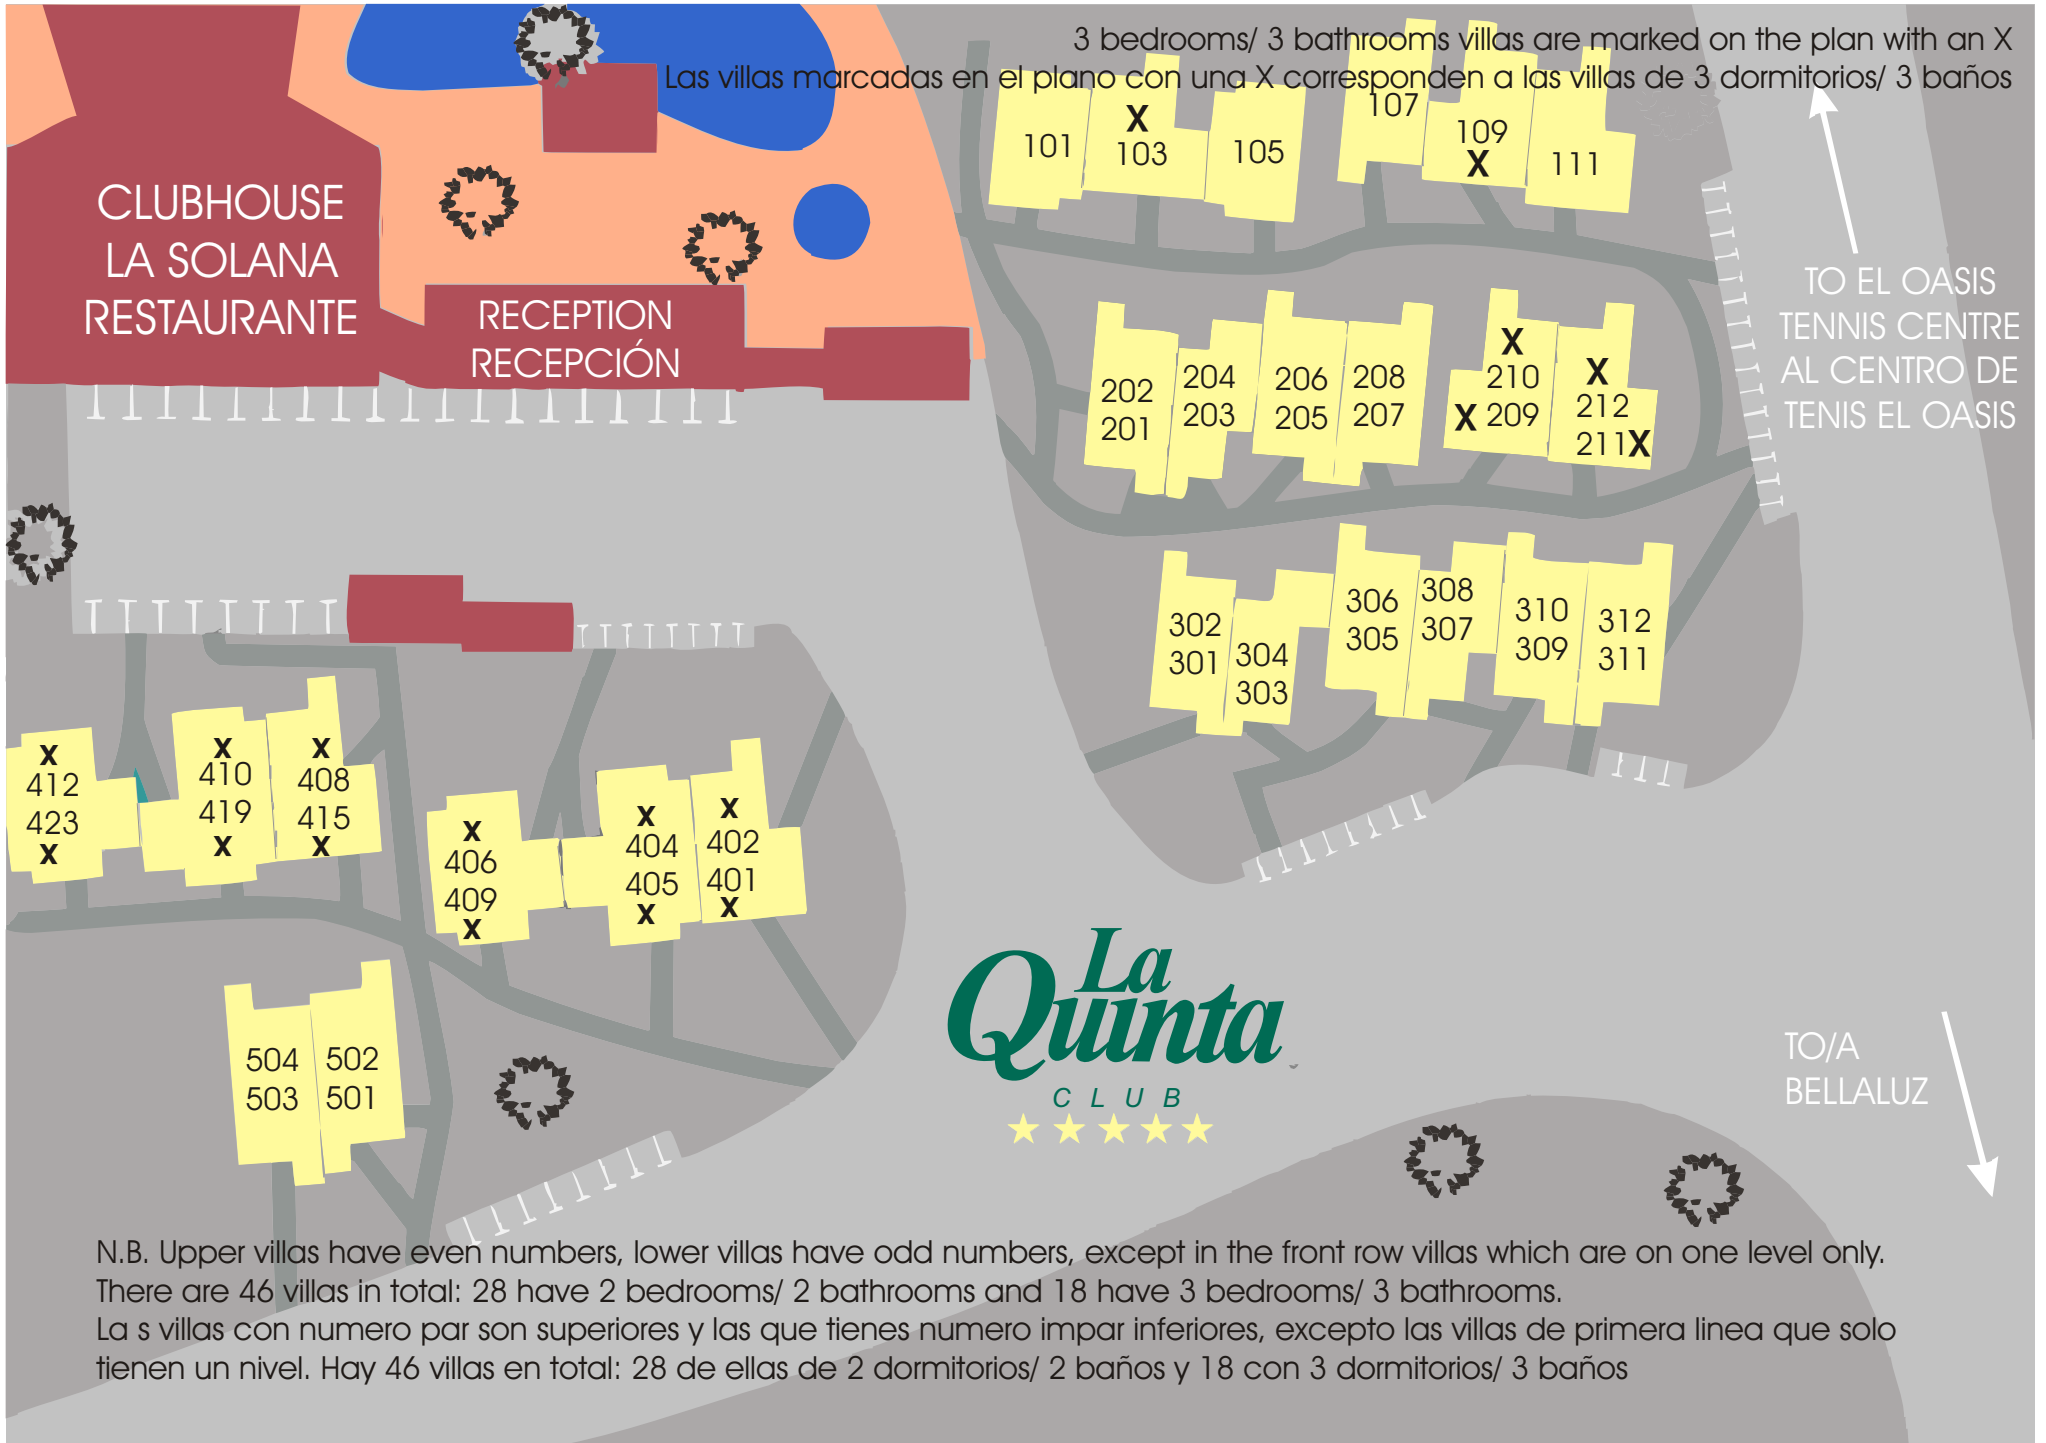 3 bedrooms/ 3 bathrooms villas are marked on the plan with an X
Las villas marcadas en el plano con una X corresponden a las villas de 3 dormitorios/ 3 baños
CLUBHOUSE
LA SOLANA
RESTAURANTE
RECEPTION
RECEPCIÓN
101
X
103
105
107
109
X
111
TO EL OASIS
TENNIS CENTRE
AL CENTRO DE
TENIS EL OASIS
202
201
204
203
206
205
208
207
X
210
X 209
X
212
211X
302
301
304
303
306
305
308
307
310
309
312
311
X
412
423
X
X
410
419
X
X
408
415
X
X
406
409
X
X
404
405
X
X
402
401
X
504
503
502
501
La
Quinta
CLUB
TO/A
BELLALUZ
N.B. Upper villas have even numbers, lower villas have odd numbers, except in the front row villas which are on one level only.
There are 46 villas in total: 28 have 2 bedrooms/ 2 bathrooms and 18 have 3 bedrooms/ 3 bathrooms.
La s villas con numero par son superiores y las que tienes numero impar inferiores, excepto las villas de primera linea que solo
tienen un nivel. Hay 46 villas en total: 28 de ellas de 2 dormitorios/ 2 baños y 18 con 3 dormitorios/ 3 baños